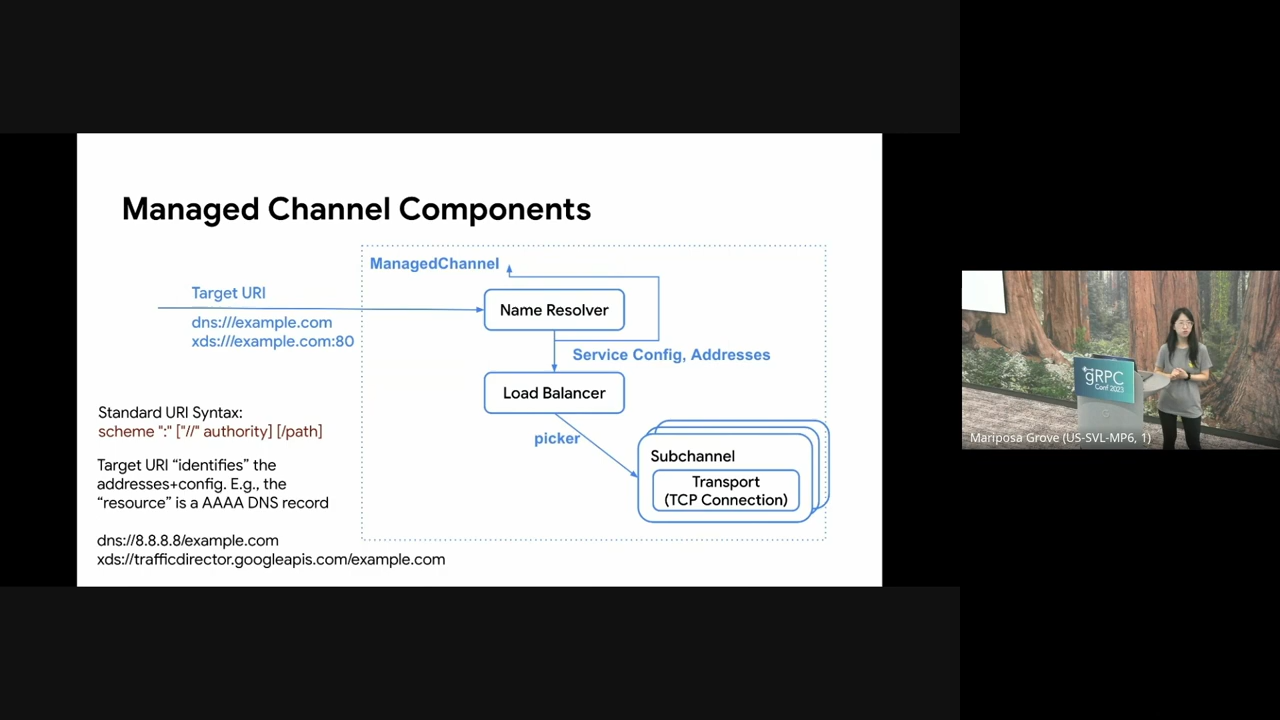 Managed Channel Components
ManagedChannel
Target URI
dns:///example.com
xds:///example.com:80
Name Resolver
Service Config, Addresses
Load Balancer
picker
Subchannel
Transport
(TCP Connection)
Standard URI Syntax:
scheme ":" ["//" authority] [/path]
Target URI “identifies” the
addresses+config. E.g., the
“resource” is a AAAA DNS record
dns://8.8.8.8/example.com
xds://trafficdirector.googleapis.com/example.com
gRPC
Conf 2023
Mariposa Grove (US-SVL-MP6, 1)